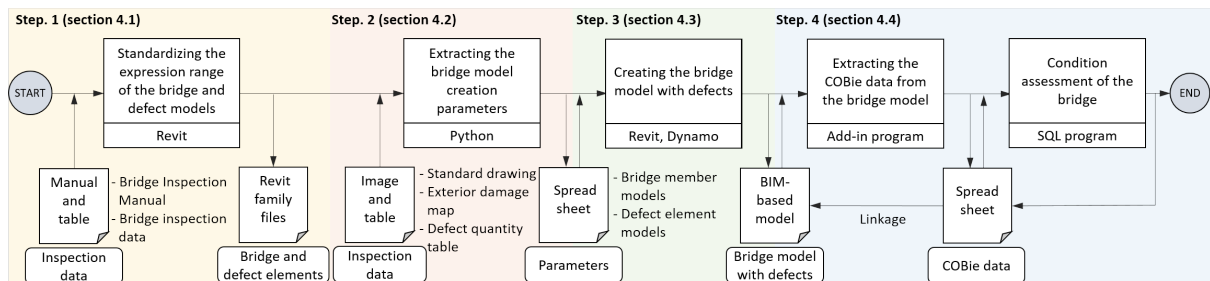 Step. 1 (section 4.1)
Step. 2 (section 4.2)
Step. 3 (section 4.3)
Step. 4 (section 4.4)
START
Standardizing the
expression range
of the bridge and
defect models
Revit
Extracting the
bridge model
creation
parameters
Python
Creating the bridge
model with defects
Revit, Dynamo
Extracting the
COBie data from
the bridge model
Add-in program
Condition
assessment of the
bridge
SQL program
END
Manual
and
table
- Bridge Inspection
Manual
- Bridge inspection
data
Inspection
data
Revit
family
files
Bridge and
defect elements
Image
and
table
- Standard drawing
- Exterior damage
map
- Defect quantity
table
Inspection
data
Spread
sheet
Parameters
- Bridge member
models
- Defect element
models
BIM-
based
model
Bridge model
with defects
Linkage
Spread
sheet
COBie data